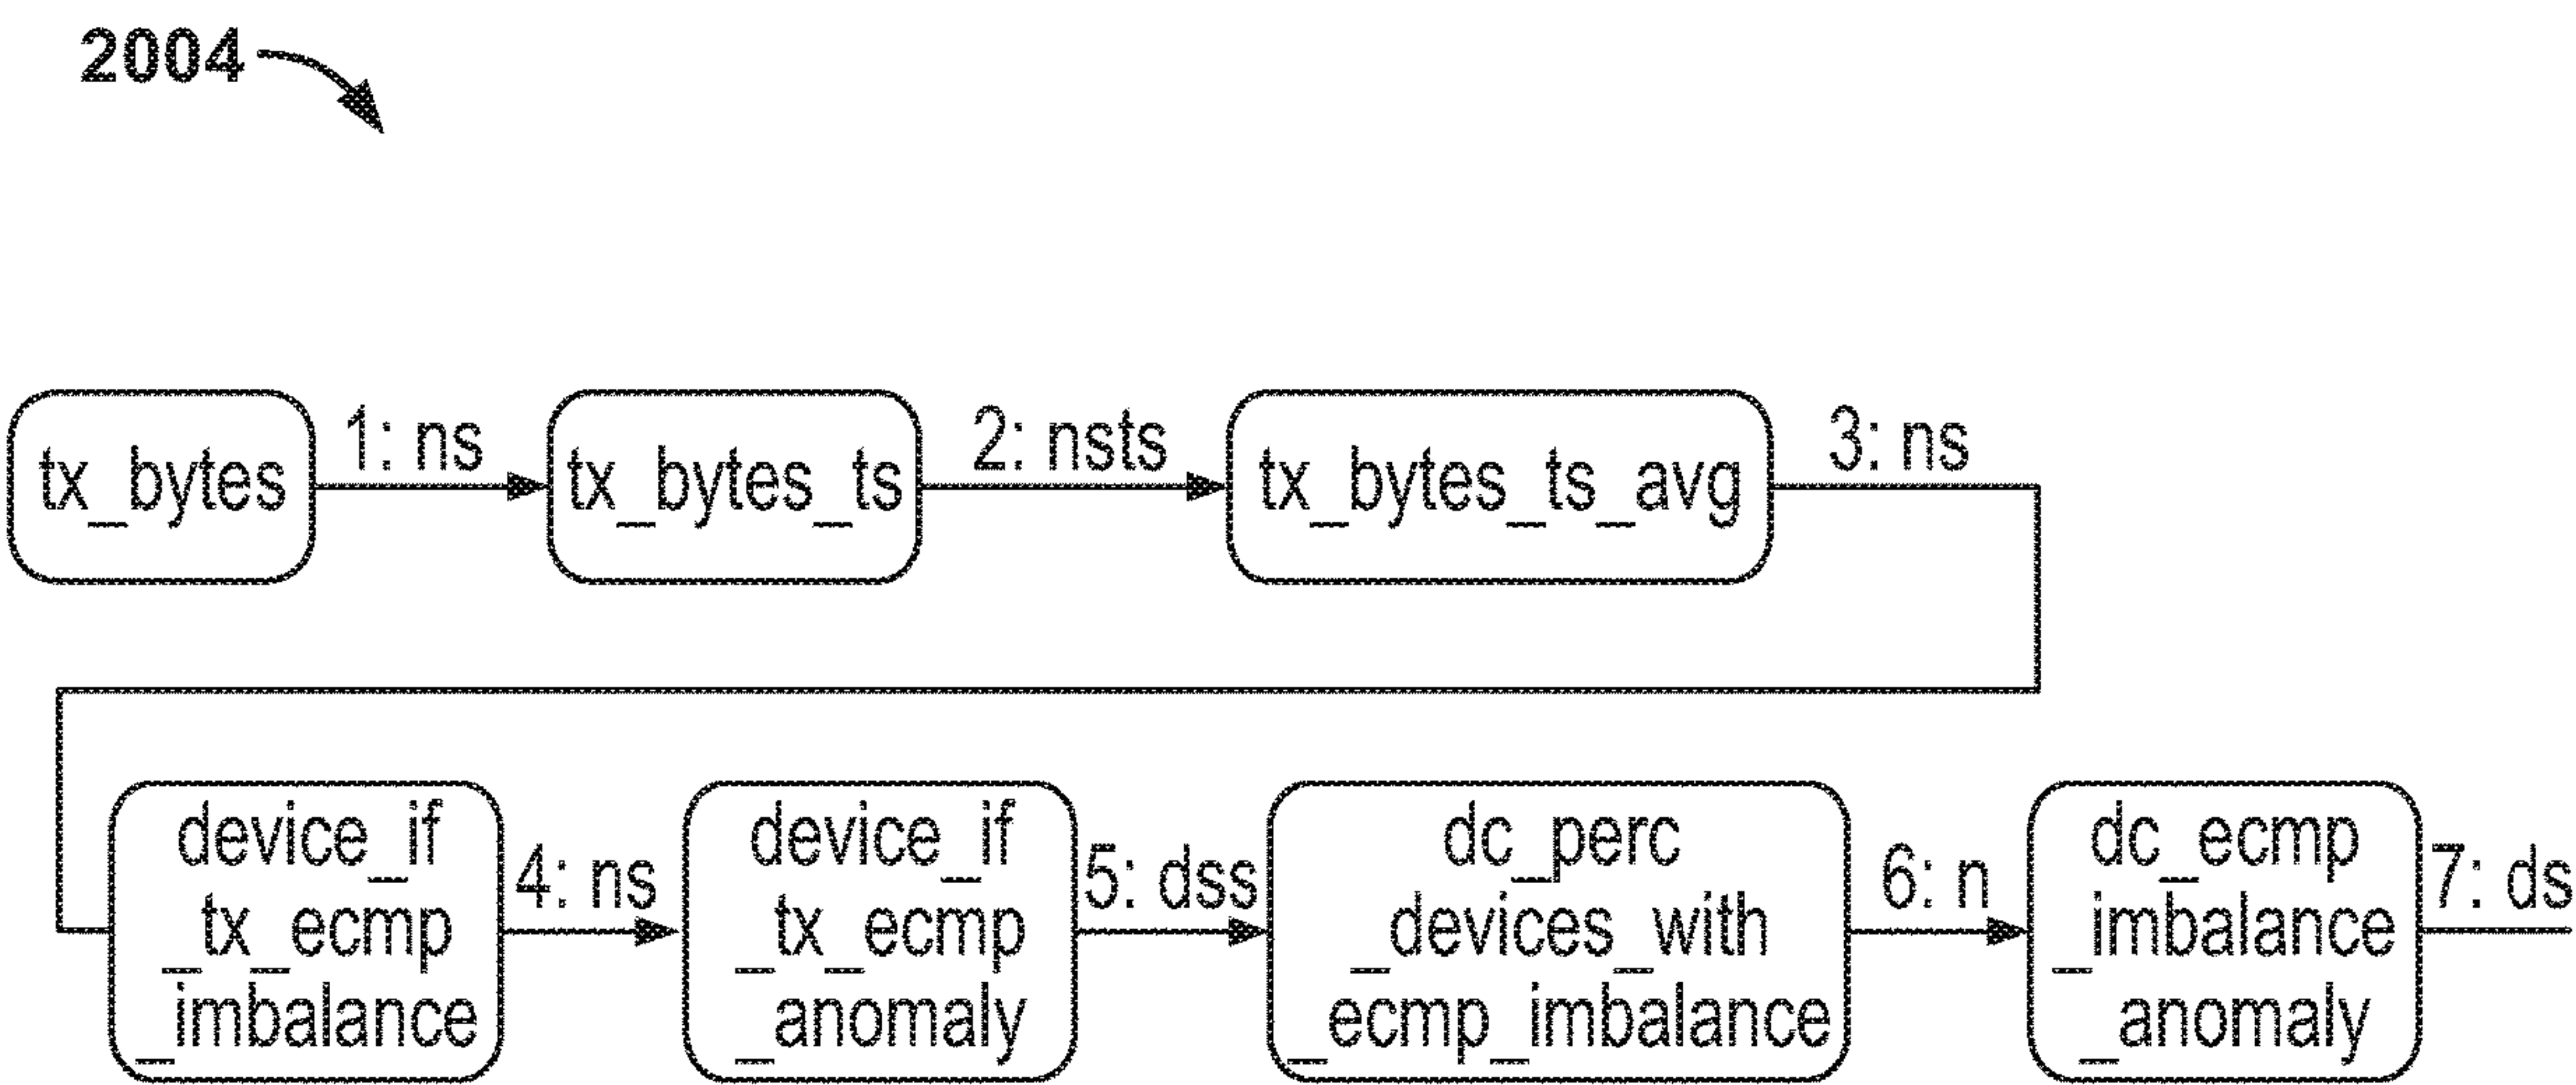 2004
tx_bytes
1: ns
tx_bytes_ts
2: nsts
tx_bytes_ts_avg
3: ns
device_if
_tx_ecmp
_imbalance
4: ns
device_if
_tx_ecmp
_anomaly
5: dss
dc_perc
_devices_with
_ecmp_imbalance
6: n
dc_ecmp
_imbalance
_anomaly
7: ds